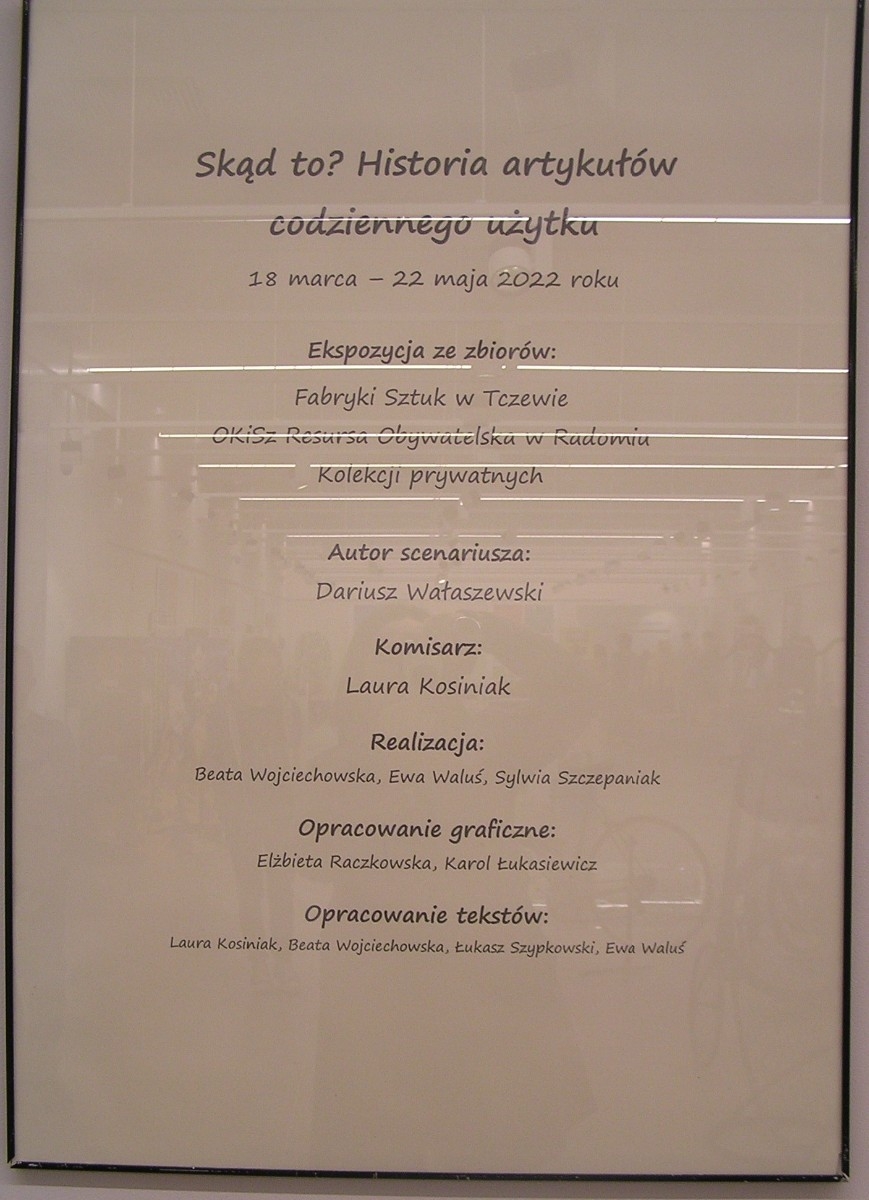 Skąd to? Historia artykułów
codziennego użytku
18 marca – 22 maja 2022 roku
Ekspozycja ze zbiorów:
Fabryki Sztuk w Tczewie
OKiSz Resursa Obywatelska w Radomiu
Kolekcji prywatnych
Autor scenariusza:
Dariusz Wałaszewski
Komisarz:
Laura Kosiniak
Realizacja:
Beata Wojciechowska, Ewa Waluś, Sylwia Szczepaniak
Opracowanie graficzne:
Elżbieta Raczkowska, Karol Łukasiewicz
Opracowanie tekstów:
Laura Kosiniak, Beata Wojciechowska, Łukasz Szypkowski, Ewa Waluś